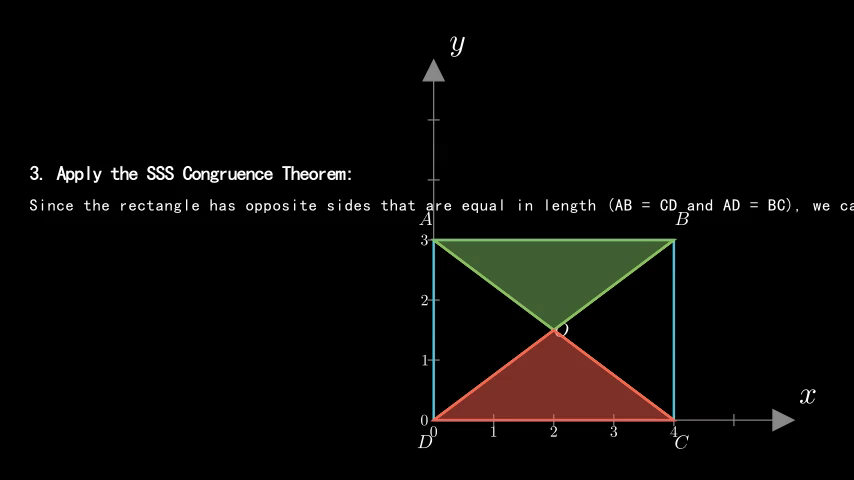 y
3. Apply the SSS Congruence Theorem:
Since the rectangle has opposite sides that are equal in length (AB = CD and AD = BC), we ca
A B
3
2
1
0
x
0 1 2 3 4
D C